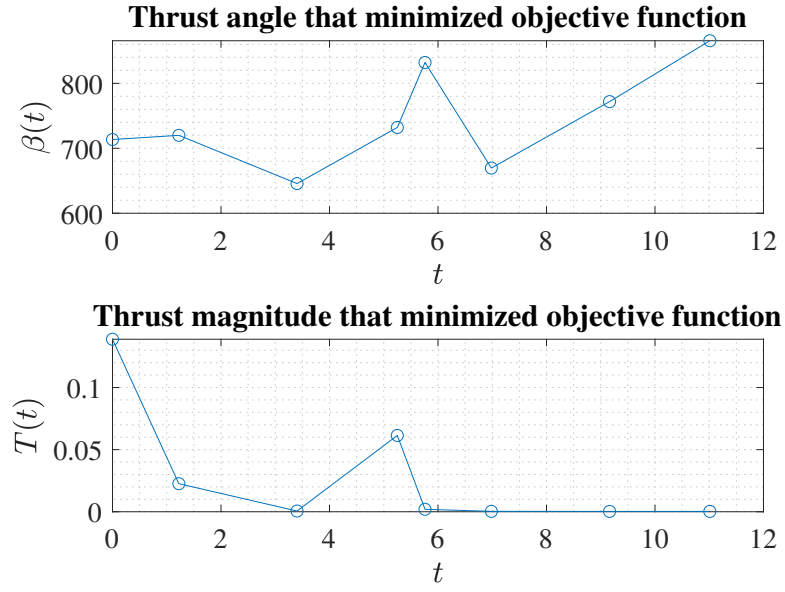 Thrust angle that minimized objective function
800
700
600
β(t)
0 2 4 6 8 10 12
t
Thrust magnitude that minimized objective function
0.1
0.05
0
T(t)
0 2 4 6 8 10 12
t